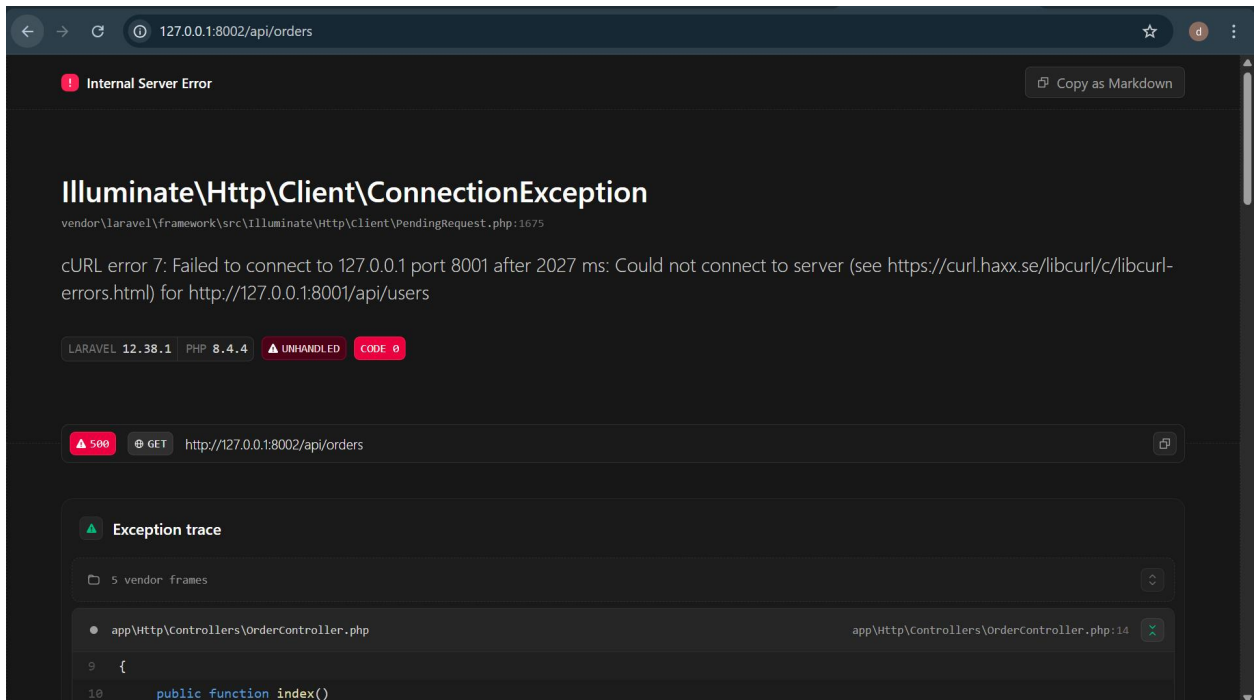 127.0.0.1:8002/api/orders
d
! Internal Server Error
Copy as Markdown
Illuminate\Http\Client\ConnectionException
vendor\laravel\framework\src\Illuminate\Http\Client\PendingRequest.php:1675
cURL error 7: Failed to connect to 127.0.0.1 port 8001 after 2027 ms: Could not connect to server (see https://curl.haxx.se/libcurl/c/libcurl-
errors.html) for http://127.0.0.1:8001/api/users
LARAVEL 12.38.1 PHP 8.4.4 UNHANDLED CODE 0
500 GET http://127.0.0.1:8002/api/orders
Exception trace
5 vendor frames
app\Http\Controllers\OrderController.php app\Http\Controllers\OrderController.php:14
9 {
10 public function index()